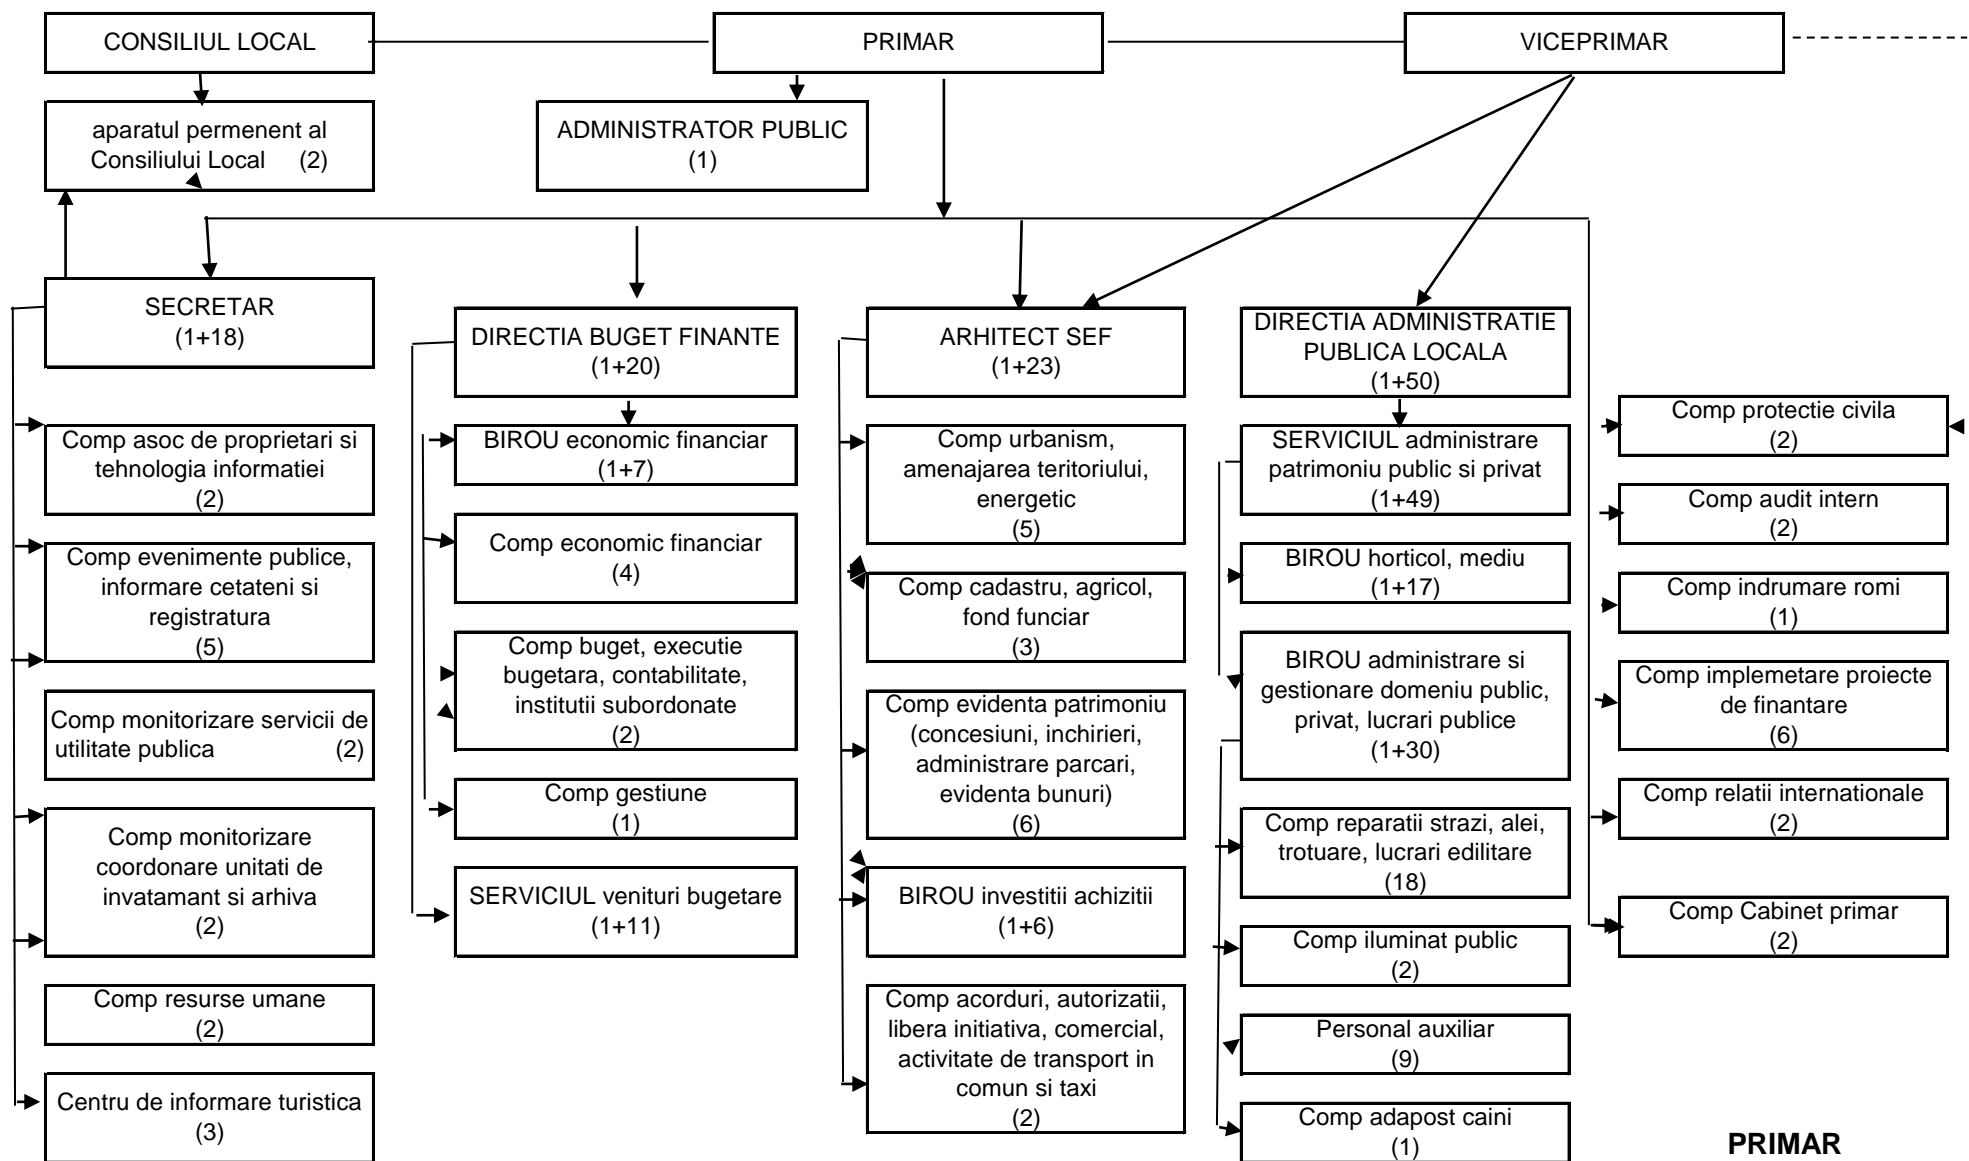 CONSILIUL LOCAL
PRIMAR
VICEPRIMAR
aparatul permenent al
Consiliului Local (2)
ADMINISTRATOR PUBLIC
(1)
SECRETAR
(1+18)
DIRECTIA BUGET FINANTE
(1+20)
ARHITECT SEF
(1+23)
DIRECTIA ADMINISTRATIE
PUBLICA LOCALA
(1+50)
Comp asoc de proprietari si
tehnologia informatiei
(2)
Comp evenimente publice,
informare cetateni si
registratura
(5)
Comp monitorizare servicii de
utilitate publica (2)
Comp monitorizare
coordonare unitati de
invatamant si arhiva
(2)
Comp resurse umane
(2)
Centru de informare turistica
(3)
BIROU economic financiar
(1+7)
Comp economic financiar
(4)
Comp buget, executie
bugetara, contabilitate,
institutii subordonate
(2)
Comp gestiune
(1)
SERVICIUL venituri bugetare
(1+11)
Comp urbanism,
amenajarea teritoriului,
energetic
(5)
Comp cadastru, agricol,
fond funciar
(3)
Comp evidenta patrimoniu
(concesiuni, inchirieri,
administrare parcari,
evidenta bunuri)
(6)
BIROU investitii achizitii
(1+6)
Comp acorduri, autorizatii,
libera initiativa, comercial,
activitate de transport in
comun si taxi
(2)
SERVICIUL administrare
patrimoniu public si privat
(1+49)
BIROU horticol, mediu
(1+17)
BIROU administrare si
gestionare domeniu public,
privat, lucrari publice
(1+30)
Comp reparatii strazi, alei,
trotuare, lucrari edilitare
(18)
Comp iluminat public
(2)
Personal auxiliar
(9)
Comp adapost caini
(1)
Comp protectie civila
(2)
Comp audit intern
(2)
Comp indrumare romi
(1)
Comp implemetare proiecte
de finantare
(6)
Comp relatii internationale
(2)
Comp Cabinet primar
(2)
PRIMAR